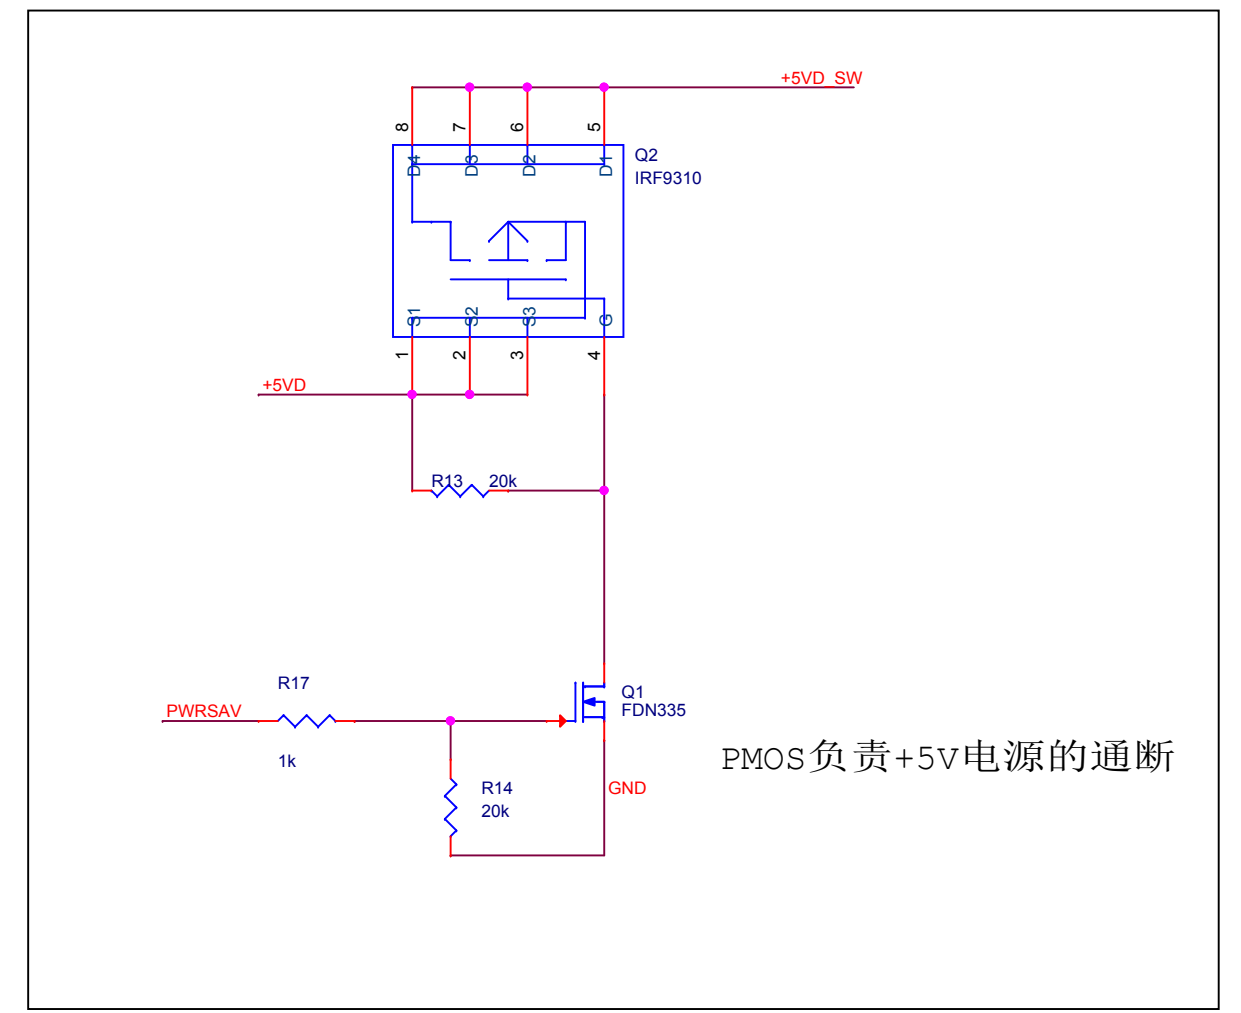 +5VD_SW
8
7
6
5
D4
D3
D2
D1
Q2
IRF9310
S1
S2
S3
G
1
2
3
4
+5VD
R13
20k
R17
PWRSAV
1k
Q1
FDN335
PMOS负责+5V电源的通断
R14
20k
GND